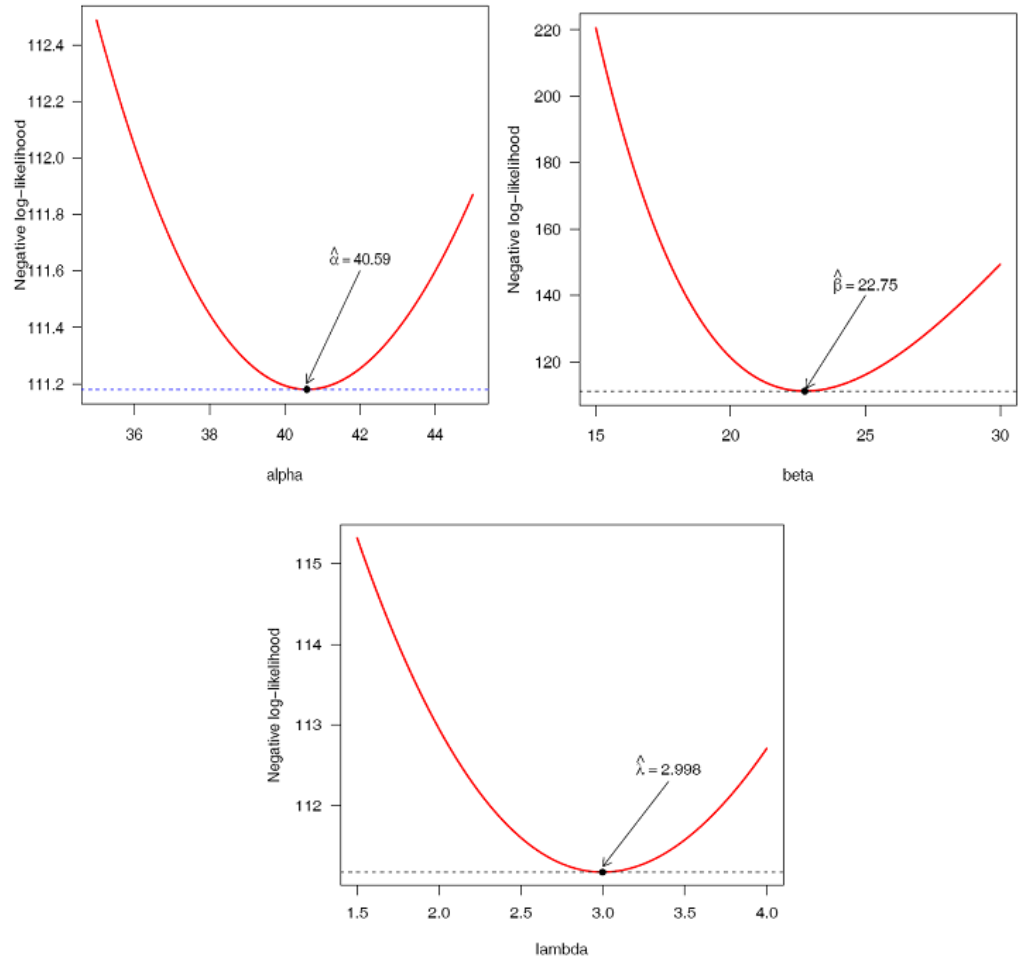 Negative log−likelihood
112.4
112.2
112.0
111.8
111.6
111.4
111.2
α̂ = 40.59
36 38 40 42 44
alpha
Negative log−likelihood
220
200
180
160
140
120
β̂ = 22.75
15 20 25 30
beta
Negative log−likelihood
115
114
113
112
λ̂ = 2.998
1.5 2.0 2.5 3.0 3.5 4.0
lambda